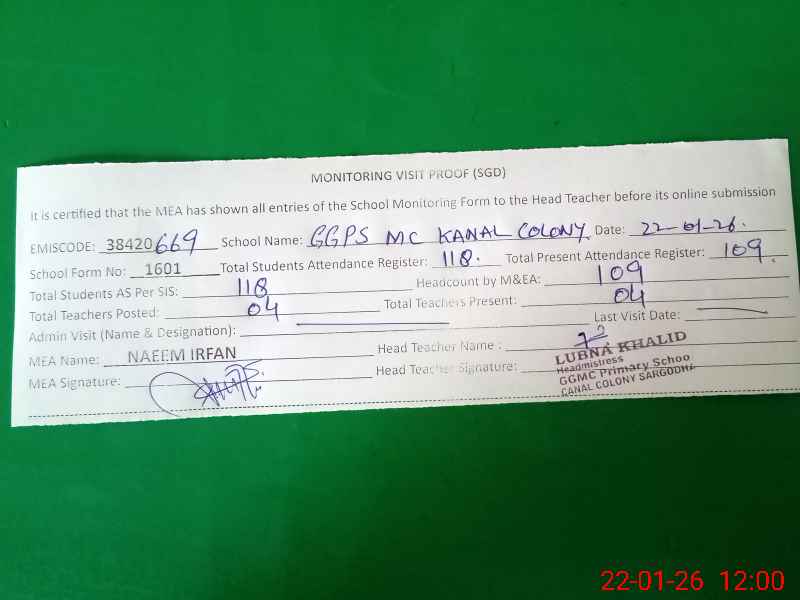 MONITORING VISIT PROOF (SGD)
It is certified that the MEA has shown all entries of the School Monitoring Form to the Head Teacher before its online submission
EMISCODE: 38420669 School Name: GGPS MC KANAL COLONY. Date: 22-01-26.
School Form No: 1601 Total Students Attendance Register: 118. Total Present Attendance Register: 109.
Total Students AS Per SIS: 118 Headcount by M&EA: 109
Total Teachers Posted: 04 Total Teachers Present: 04
Admin Visit (Name & Designation): Last Visit Date:
MEA Name: NAEEM IRFAN Head Teacher Name :
MEA Signature: Head Teacher Signature:
LUBNA KHALID
Headmistress
GGMC Primary Schoo
CANAL COLONY SARGODHA
22-01-26 12:00